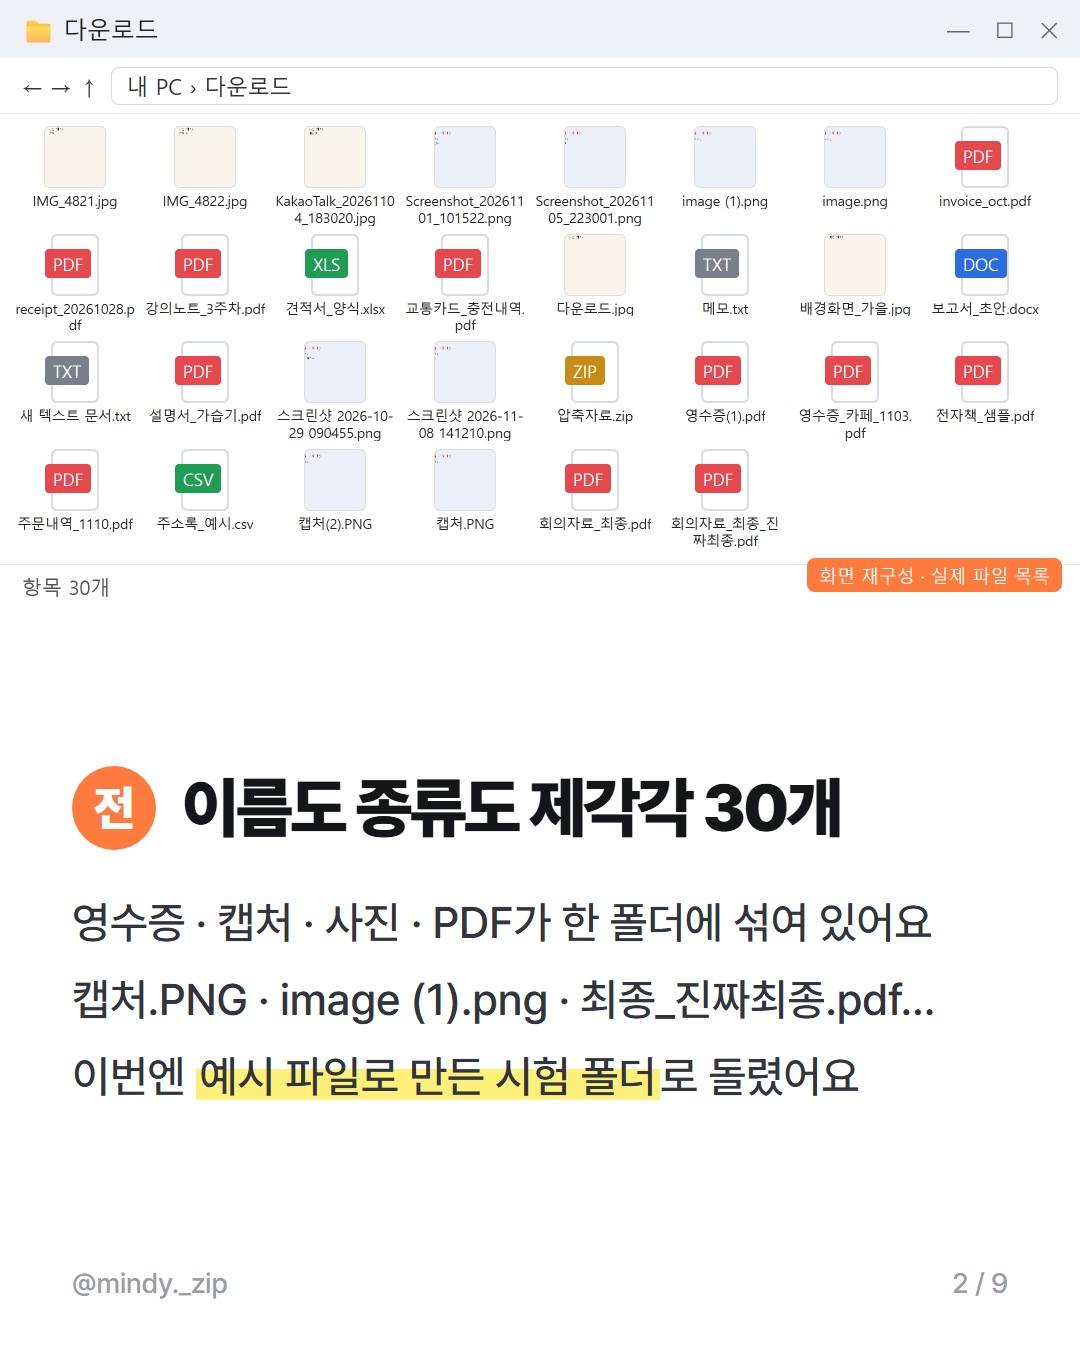 다운로드
내 PC › 다운로드
IMG_4821.jpg
IMG_4822.jpg
KakaoTalk_20261104_183020.jpg
Screenshot_20261101_101522.png
Screenshot_20261105_223001.png
image (1).png
image.png
PDF
invoice_oct.pdf
PDF
receipt_20261028.pdf
PDF
강의노트_3주차.pdf
XLS
견적서_양식.xlsx
PDF
교통카드_충전내역.pdf
다운로드.jpg
TXT
메모.txt
배경화면_가을.jpg
DOC
보고서_초안.docx
TXT
새 텍스트 문서.txt
PDF
설명서_가습기.pdf
스크린샷 2026-10-29 090455.png
스크린샷 2026-11-08 141210.png
ZIP
압축자료.zip
PDF
영수증(1).pdf
PDF
영수증_카페_1103.pdf
PDF
전자책_샘플.pdf
PDF
주문내역_1110.pdf
CSV
주소록_예시.csv
캡처(2).PNG
캡처.PNG
PDF
회의자료_최종.pdf
PDF
회의자료_최종_진짜최종.pdf
항목 30개
화면 재구성 · 실제 파일 목록
전
이름도 종류도 제각각 30개
영수증 · 캡처 · 사진 · PDF가 한 폴더에 섞여 있어요
캡처.PNG · image (1).png · 최종_진짜최종.pdf...
이번엔 예시 파일로 만든 시험 폴더로 돌렸어요
@mindy._zip
2 / 9